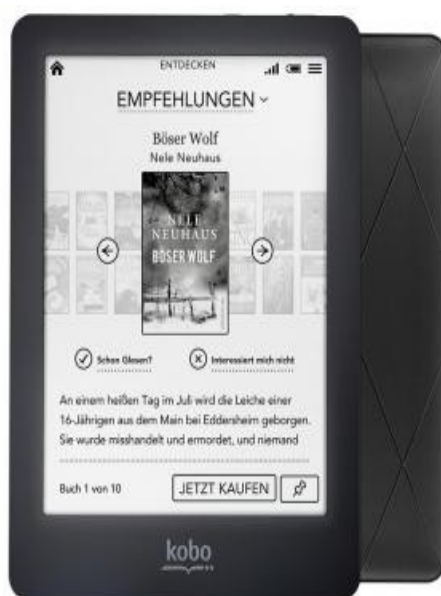 ENTDECKEN
EMPFEHLUNGEN
Böser Wolf
Nele Neuhaus
NELE
NEUHAUS
BÖSER WOLF
Schon Glesen?
Interessiert mich nicht
An einem heißen Tag im Juli wird die Leiche einer
16-Jährigen aus dem Main bei Eddersheim geborgen.
Sie wurde misshandelt und ermordet, und niemand
Buch 1 von 10
JETZT KAUFEN
kobo